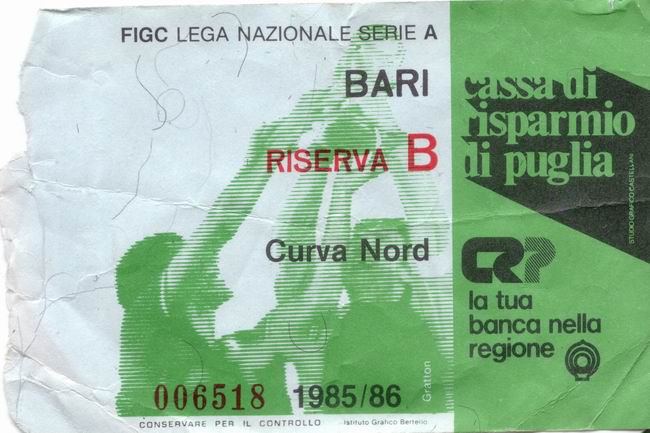 FIGC LEGA NAZIONALE SERIE A
BARI
RISERVA B
Curva Nord
006518 1985/86
CONSERVARE PER IL CONTROLLO Istituto Grafico Bertello
Gratton
cassa di
risparmio
di puglia
STUDIO GRAFICO CASTELLANI
CRP
la tua
banca nella
regione